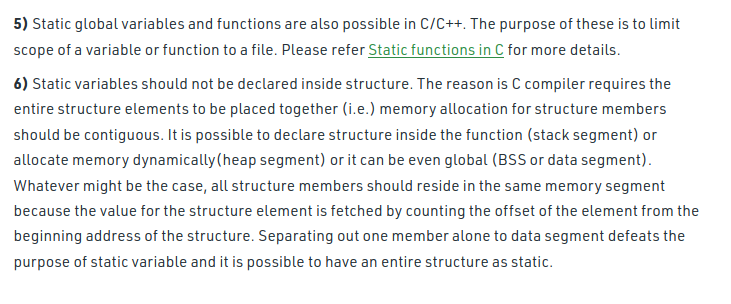 5) Static global variables and functions are also possible in C/C++. The purpose of these is to limit
scope of a variable or function to a file. Please refer Static functions in C for more details.
6) Static variables should not be declared inside structure. The reason is C compiler requires the
entire structure elements to be placed together (i.e.) memory allocation for structure members
should be contiguous. It is possible to declare structure inside the function (stack segment) or
allocate memory dynamically(heap segment) or it can be even global (BSS or data segment).
Whatever might be the case, all structure members should reside in the same memory segment
because the value for the structure element is fetched by counting the offset of the element from the
beginning address of the structure. Separating out one member alone to data segment defeats the
purpose of static variable and it is possible to have an entire structure as static.